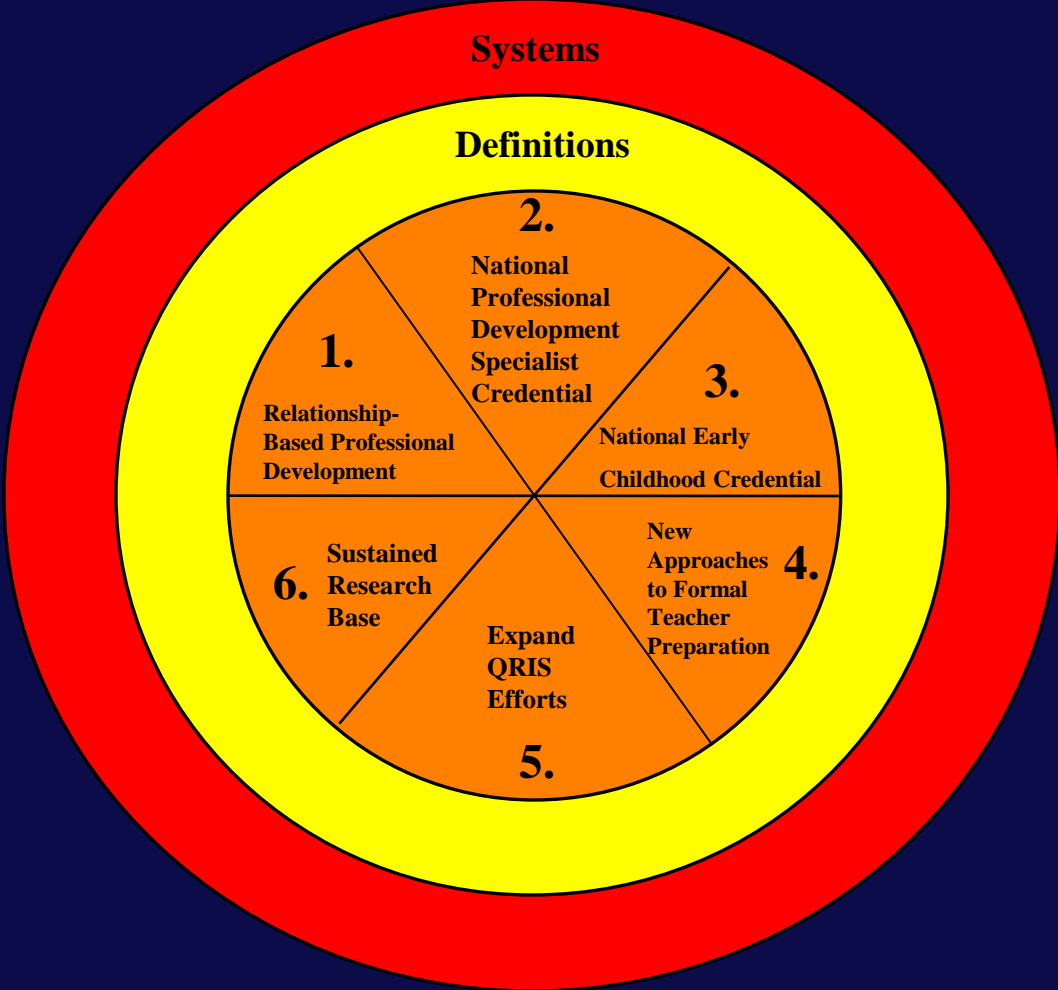 Systems
Definitions
1.
Relationship-
Based Professional
Development
2.
National
Professional
Development
Specialist
Credential
3.
National Early
Childhood Credential
New
Approaches
to Formal
Teacher
Preparation
4.
Expand
QRIS
Efforts
5.
6.
Sustained
Research
Base